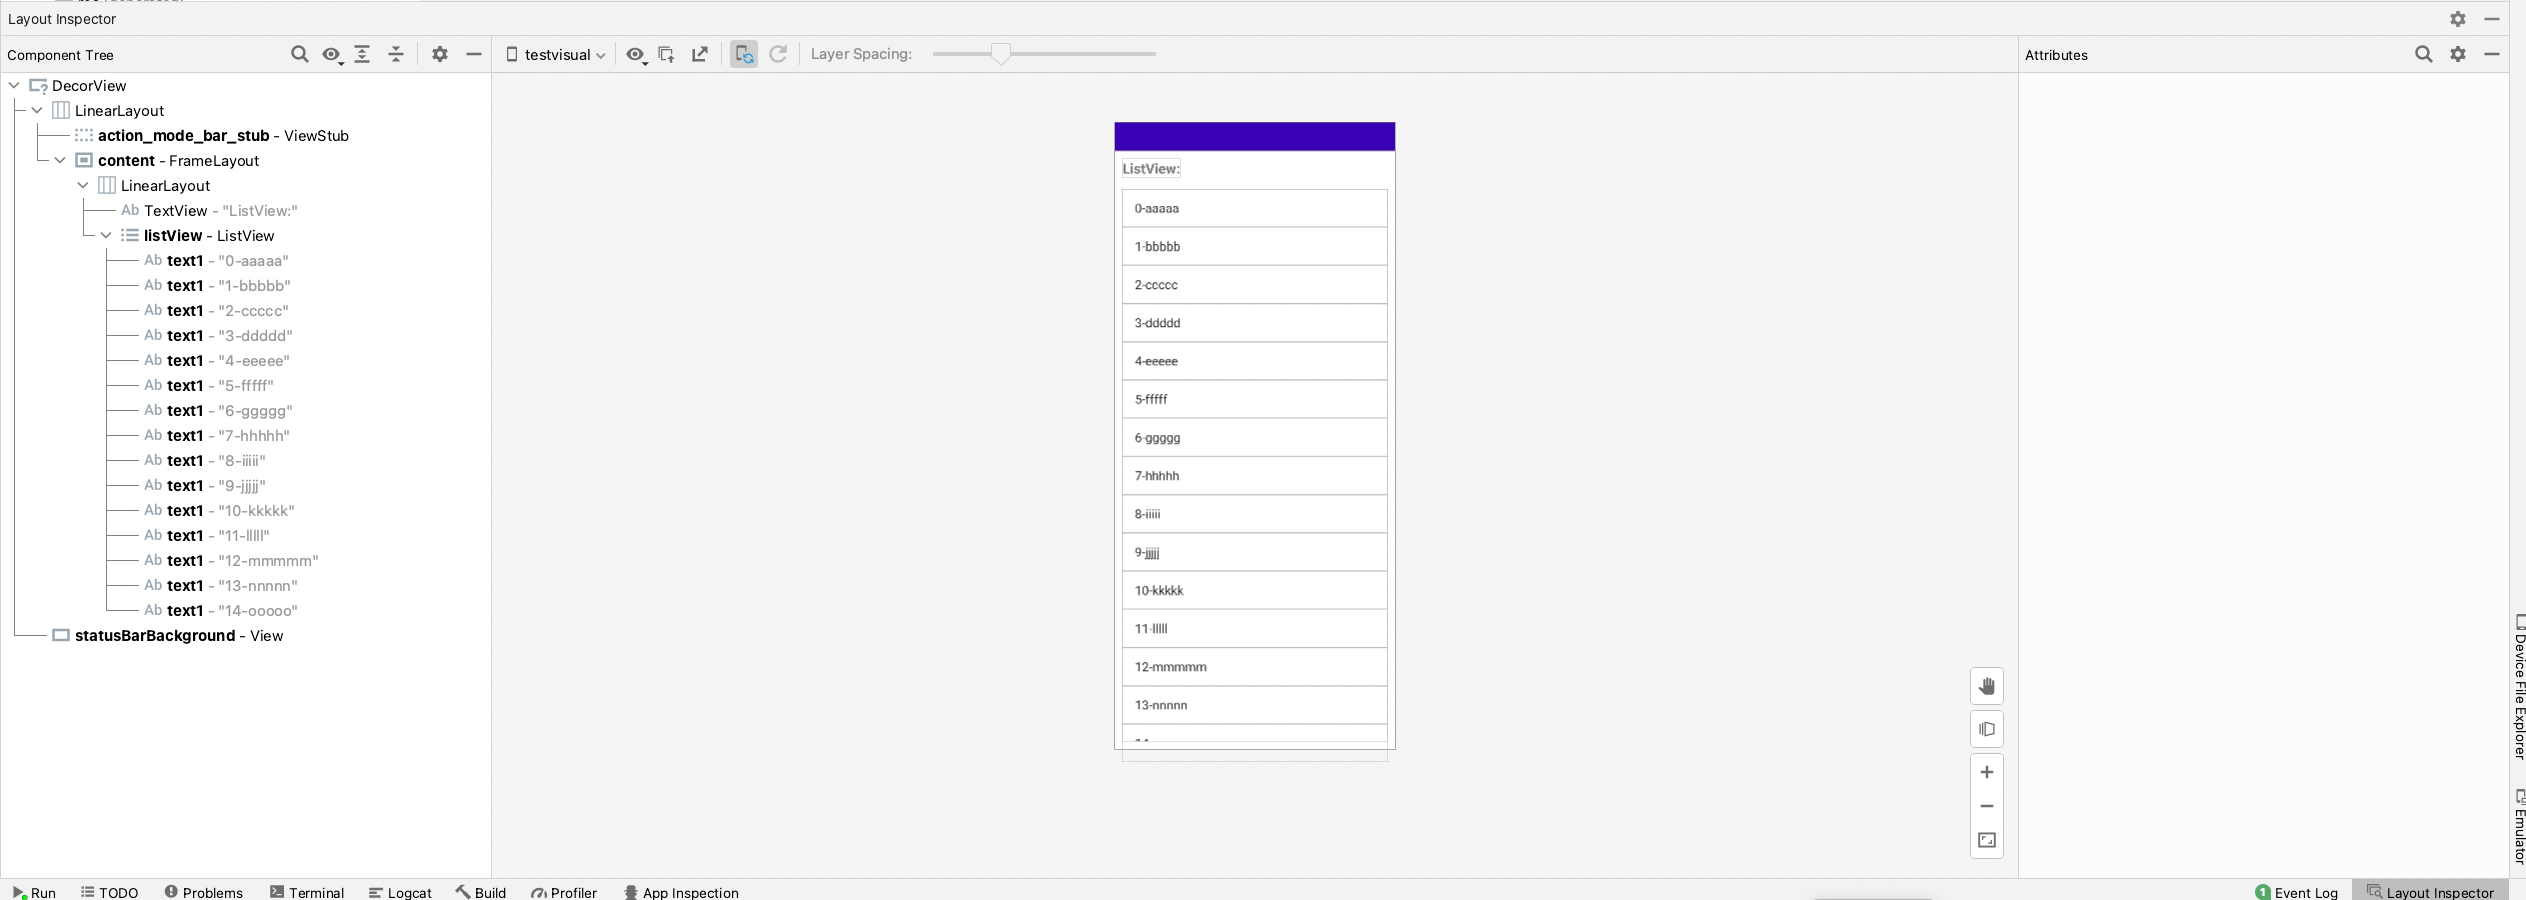 Layout Inspector
Component Tree
testvisual
Layer Spacing:
Attributes
DecorView
LinearLayout
action_mode_bar_stub - ViewStub
content - FrameLayout
LinearLayout
Ab TextView - "ListView:"
listView - ListView
Ab text1 - "0-aaaaa"
Ab text1 - "1-bbbbb"
Ab text1 - "2-ccccc"
Ab text1 - "3-ddddd"
Ab text1 - "4-eeeee"
Ab text1 - "5-fffff"
Ab text1 - "6-ggggg"
Ab text1 - "7-hhhhh"
Ab text1 - "8-iiiii"
Ab text1 - "9-jjjjj"
Ab text1 - "10-kkkkk"
Ab text1 - "11-lllll"
Ab text1 - "12-mmmmm"
Ab text1 - "13-nnnnn"
Ab text1 - "14-ooooo"
statusBarBackground - View
ListView:
0-aaaaa
1-bbbbb
2-ccccc
3-ddddd
4-eeeee
5-fffff
6-ggggg
7-hhhhh
8-iiiii
9-jjjjj
10-kkkkk
11-lllll
12-mmmmm
13-nnnnn
Device File Explorer
Emulator
Run
TODO
Problems
Terminal
Logcat
Build
Profiler
App Inspection
1 Event Log
Layout Inspector